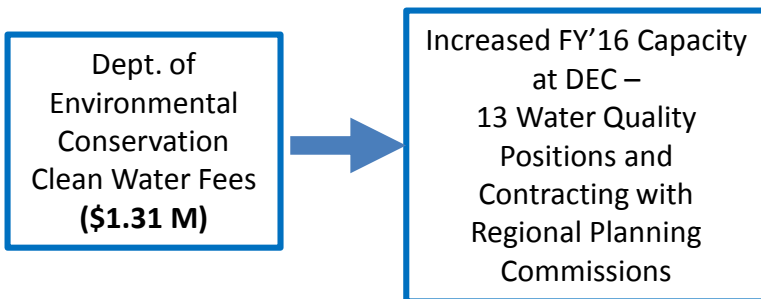 Dept. of
Environmental
Conservation
Clean Water Fees
($1.31 M)
Increased FY’16 Capacity
at DEC –
13 Water Quality
Positions and
Contracting with
Regional Planning
Commissions